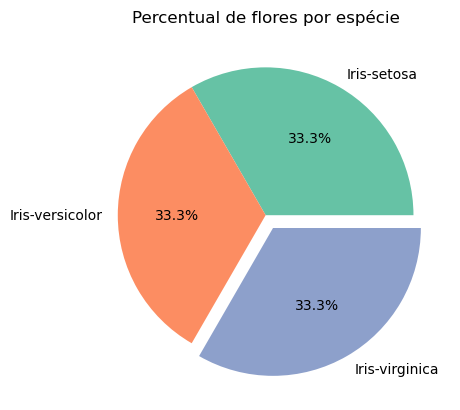 Percentual de flores por espécie
Iris-setosa
33.3%
Iris-versicolor
33.3%
33.3%
Iris-virginica